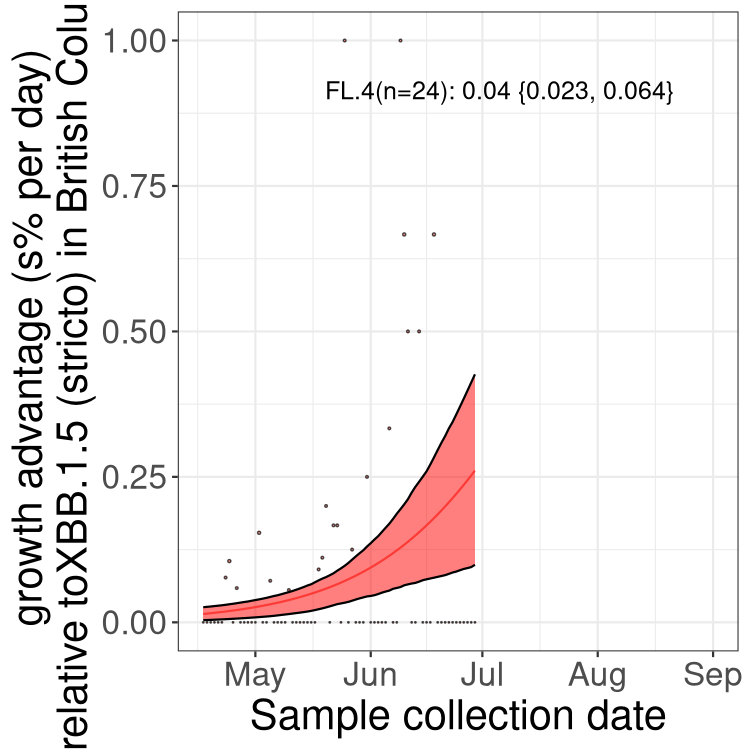 growth advantage (s% per day)
relative toXBB.1.5 (stricto) in British Colu
1.00
0.75
0.50
0.25
0.00
FL.4(n=24): 0.04 {0.023, 0.064}
May Jun Jul Aug Sep
Sample collection date